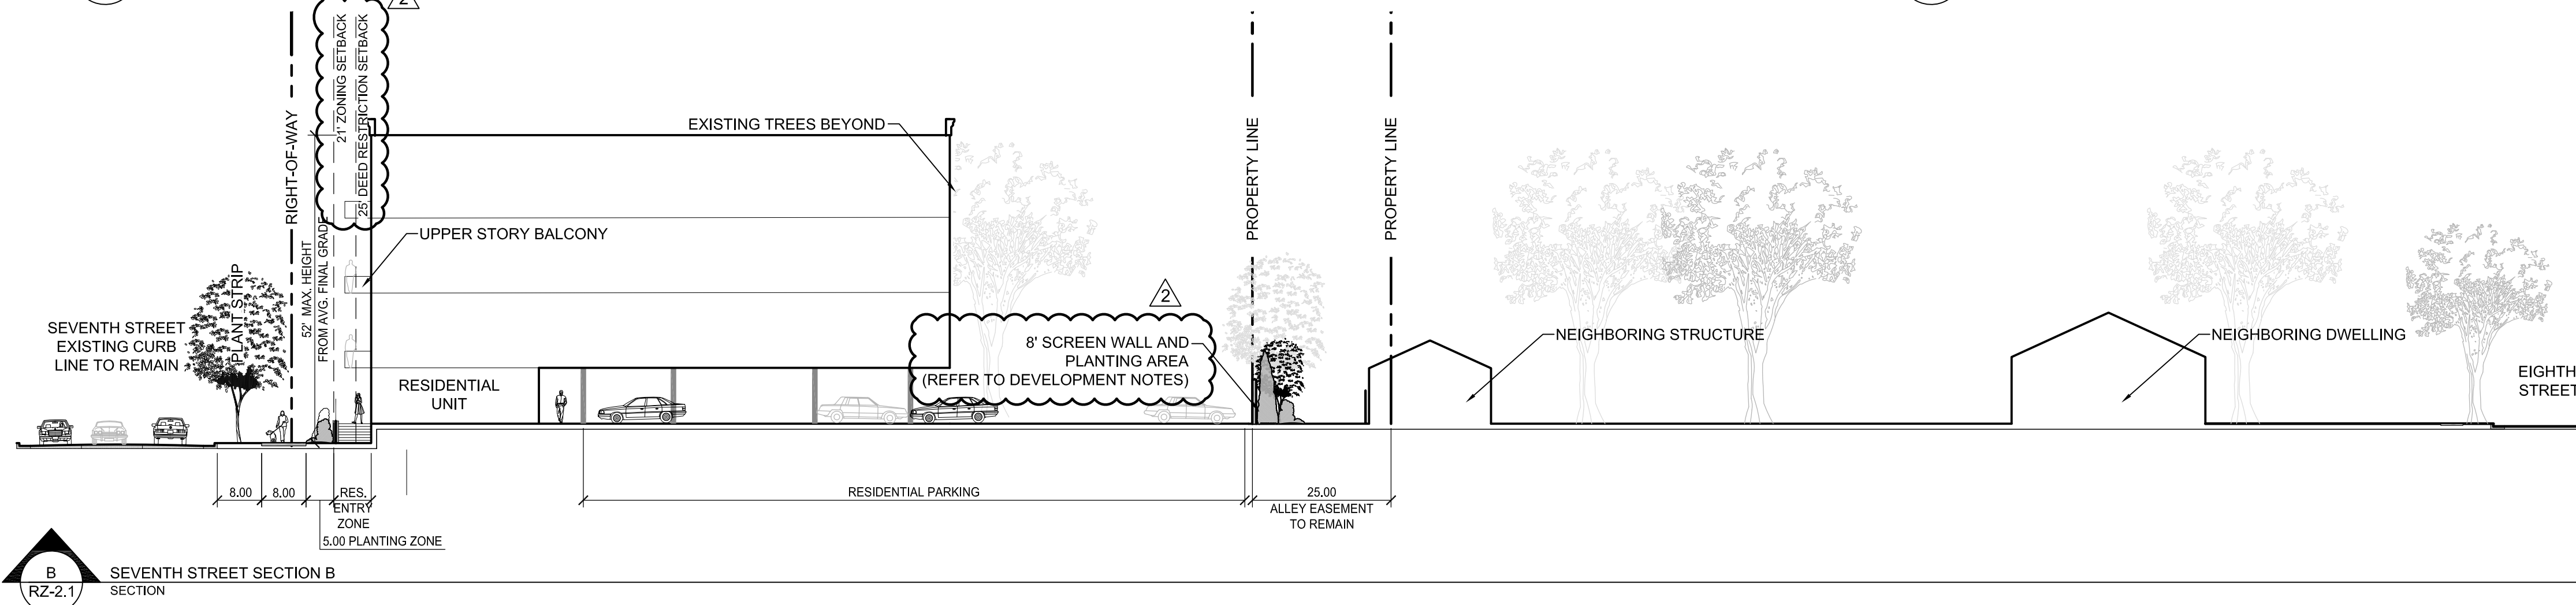 2
21' ZONING SETBACK
25' DEED RESTRICTION SETBACK
RIGHT-OF-WAY
52' MAX. HEIGHT
FROM AVG. FINAL GRADE
PLANT STRIP
SEVENTH STREET
EXISTING CURB
LINE TO REMAIN
UPPER STORY BALCONY
EXISTING TREES BEYOND
RESIDENTIAL
UNIT
2
8' SCREEN WALL AND
PLANTING AREA
(REFER TO DEVELOPMENT NOTES)
PROPERTY LINE
PROPERTY LINE
NEIGHBORING STRUCTURE
NEIGHBORING DWELLING
EIGHTH
STREET
8.00
8.00
RES.
ENTRY
ZONE
5.00 PLANTING ZONE
RESIDENTIAL PARKING
25.00
ALLEY EASEMENT
TO REMAIN
B
RZ-2.1
SEVENTH STREET SECTION B
SECTION